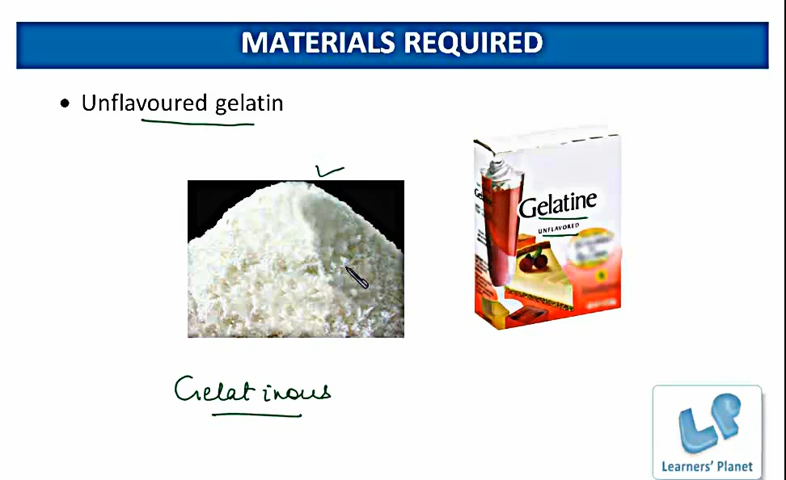 MATERIALS REQUIRED
• Unflavoured gelatin
Gelatine
UNFLAVORED
Gelatinous
LP
Learners' Planet